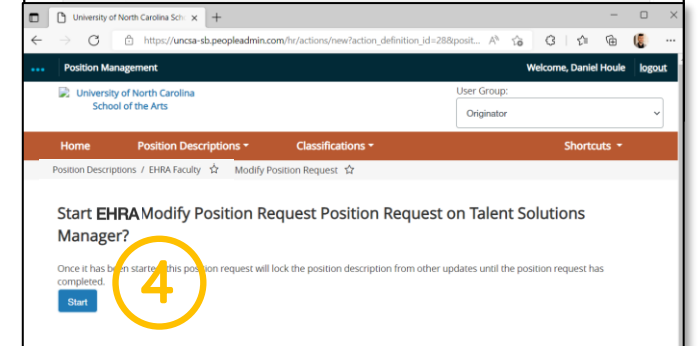 University of North Carolina Sch
https://uncsa-sb.peopleadmin.com/hr/actions/new?action_definition_id=28&posit...
Position Management
Welcome, Daniel Houle logout
University of North Carolina
School of the Arts
User Group:
Originator
Home Position Descriptions Classifications Shortcuts
Position Descriptions / EHRA Faculty Modify Position Request
Start EHRA Modify Position Request Position Request on Talent Solutions
Manager?
Once it has been started, this position request will lock the position description from other updates until the position request has
completed.
Start
4